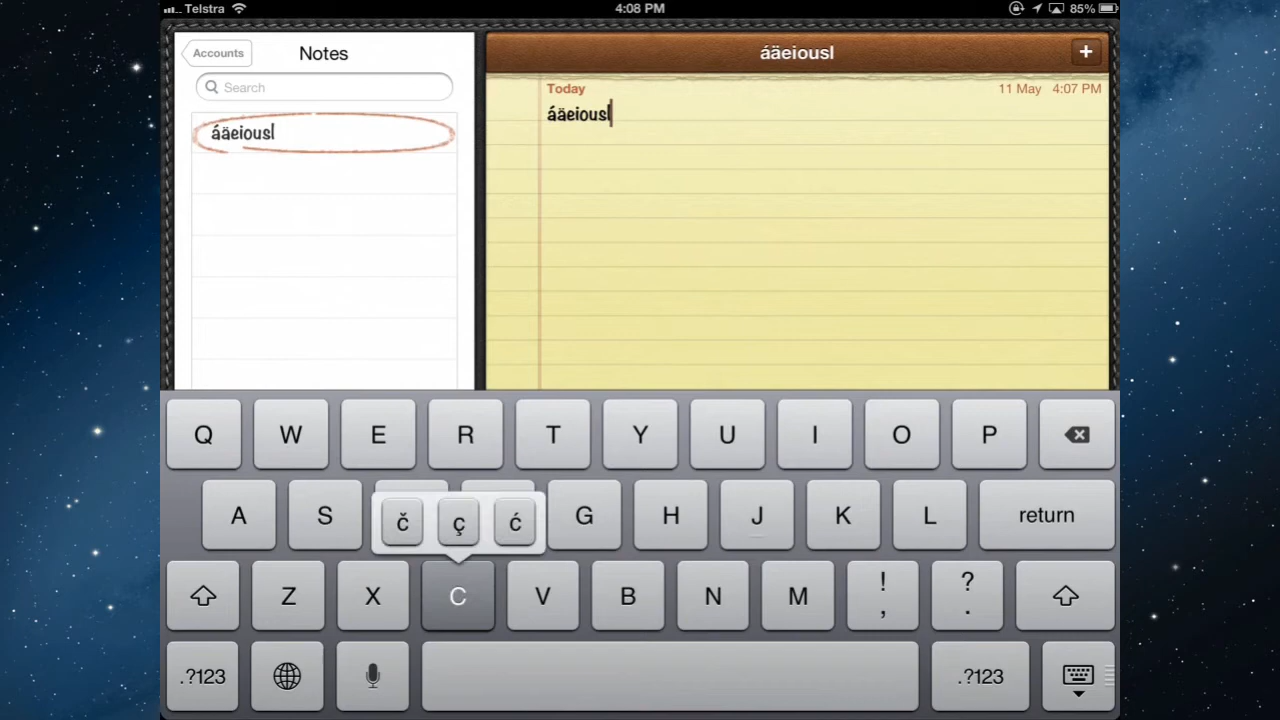 Telstra 4:08 PM 85%
Accounts Notes áäeiousl +
Search
Today 11 May 4:07 PM
áäeiousl áäeiousl
Q W E R T Y U I O P
č ç ć
A S G H J K L return
Z X C V B N M ! , ? .
.?123 .?123